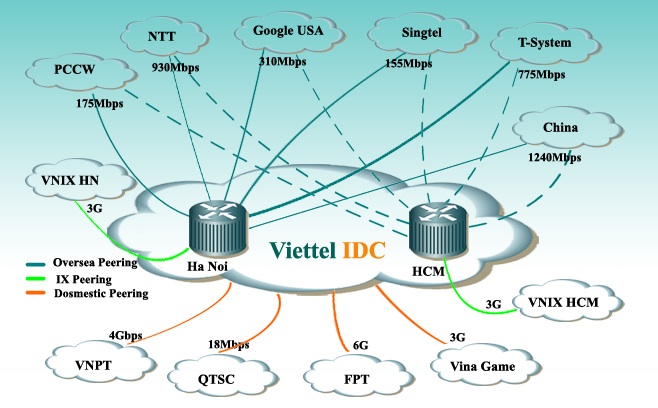 NTT
Google USA
Singtel
T-System
930Mbps
310Mbps
155Mbps
PCCW
775Mbps
175Mbps
China
1240Mbps
VNIX HN
3G
Viettel IDC
Ha Noi
HCM
Oversea Peering
IX Peering
Dosmestic Peering
3G
VNIX HCM
4Gbps
18Mbps
6G
3G
VNPT
QTSC
FPT
Vina Game